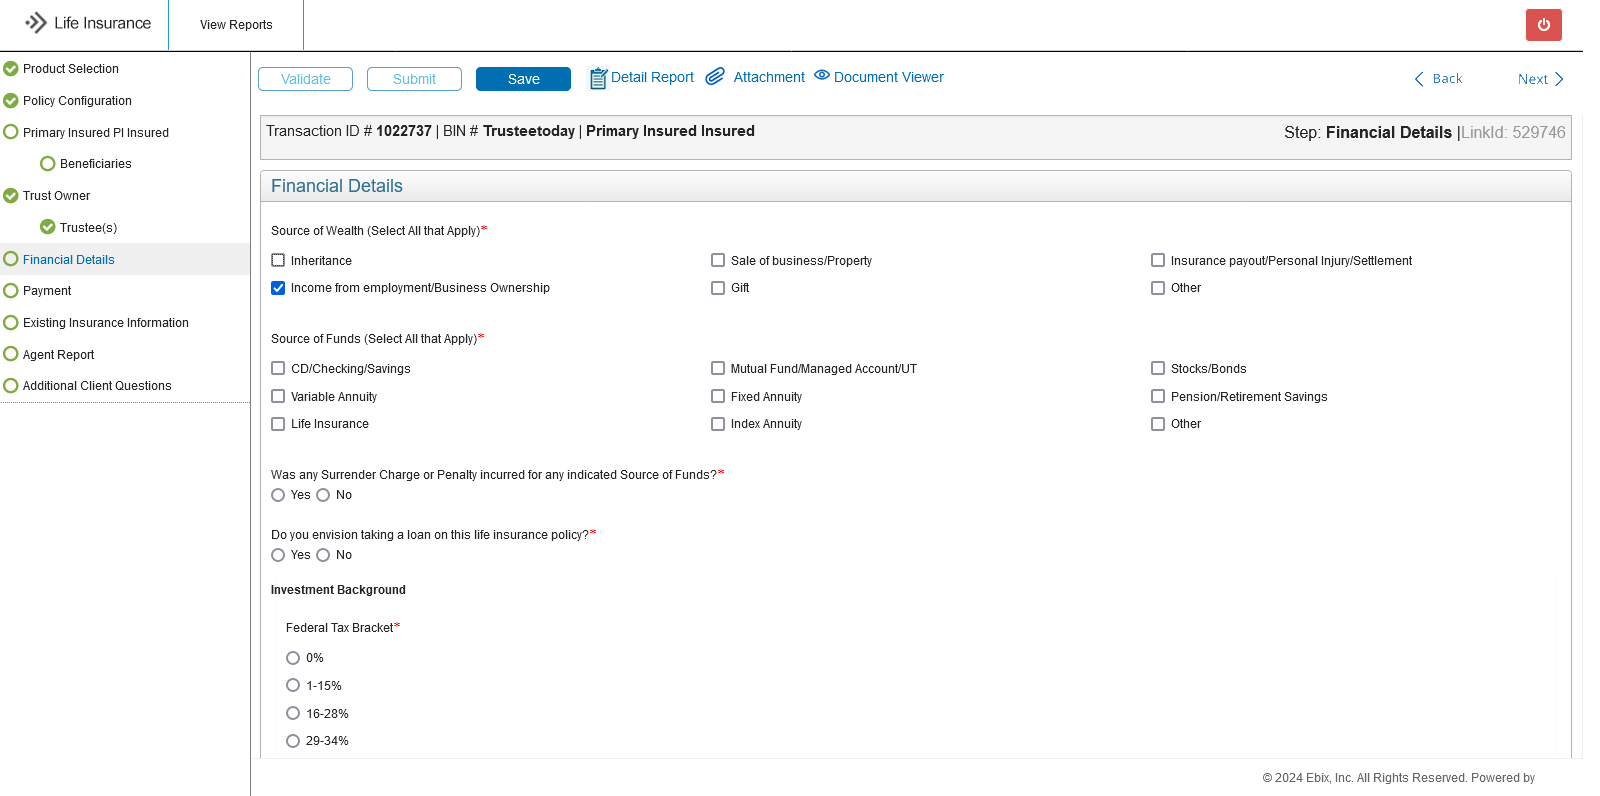 Life Insurance
View Reports
Product Selection
Policy Configuration
Primary Insured PI Insured
Beneficiaries
Trust Owner
Trustee(s)
Financial Details
Payment
Existing Insurance Information
Agent Report
Additional Client Questions
Validate Submit Save Detail Report Attachment Document Viewer Back Next
Transaction ID # 1022737 | BIN # Trusteetoday | Primary Insured Insured
Step: Financial Details |LinkId: 529746
Financial Details
Source of Wealth (Select All that Apply)*
Inheritance Sale of business/Property Insurance payout/Personal Injury/Settlement
Income from employment/Business Ownership Gift Other
Source of Funds (Select All that Apply)*
CD/Checking/Savings Mutual Fund/Managed Account/UT Stocks/Bonds
Variable Annuity Fixed Annuity Pension/Retirement Savings
Life Insurance Index Annuity Other
Was any Surrender Charge or Penalty incurred for any indicated Source of Funds?*
Yes No
Do you envision taking a loan on this life insurance policy?*
Yes No
Investment Background
Federal Tax Bracket*
0%
1-15%
16-28%
29-34%
© 2024 Ebix, Inc. All Rights Reserved. Powered by